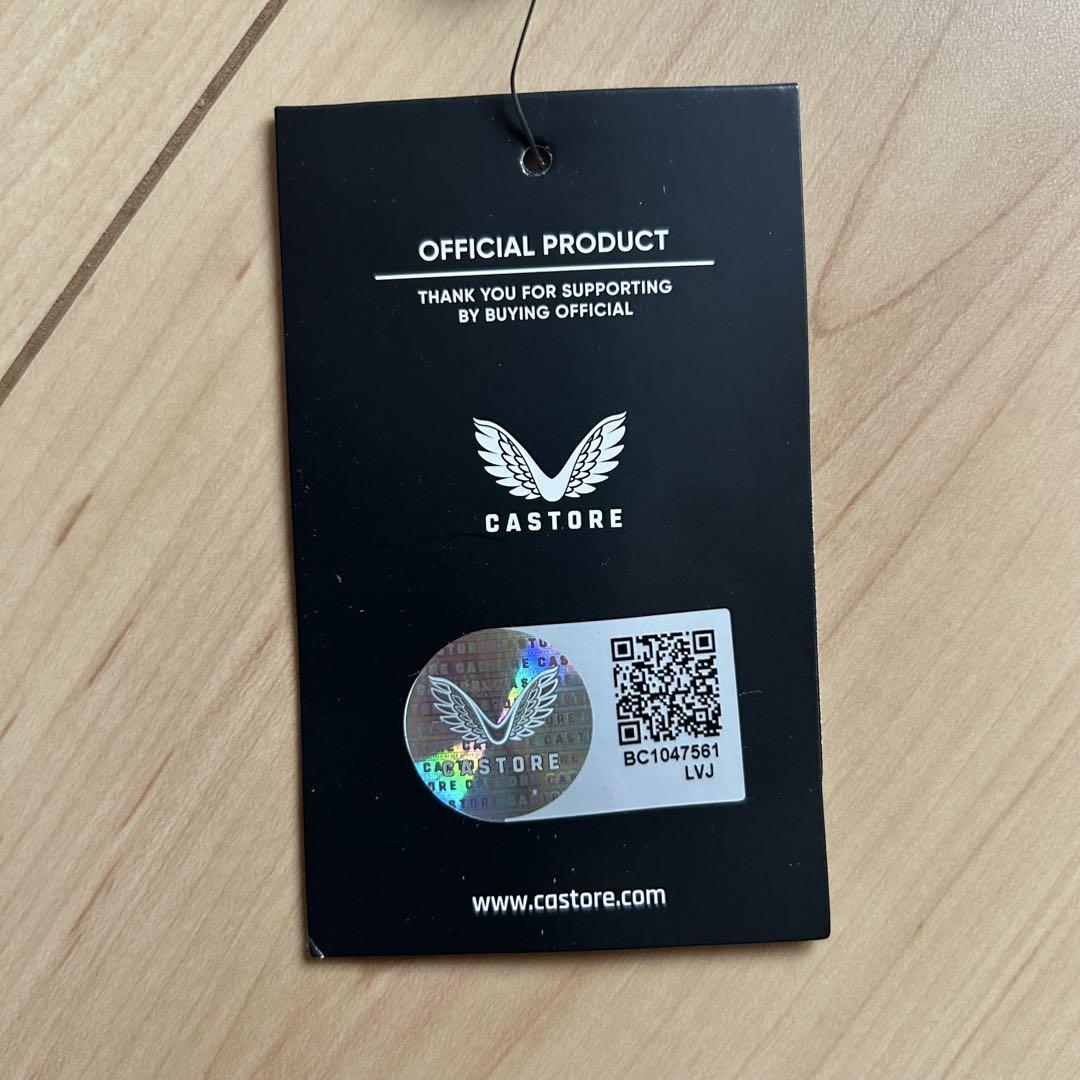 OFFICIAL PRODUCT
THANK YOU FOR SUPPORTING
BY BUYING OFFICIAL
CASTORE
CASTORE
BC1047561
LVJ
www.castore.com